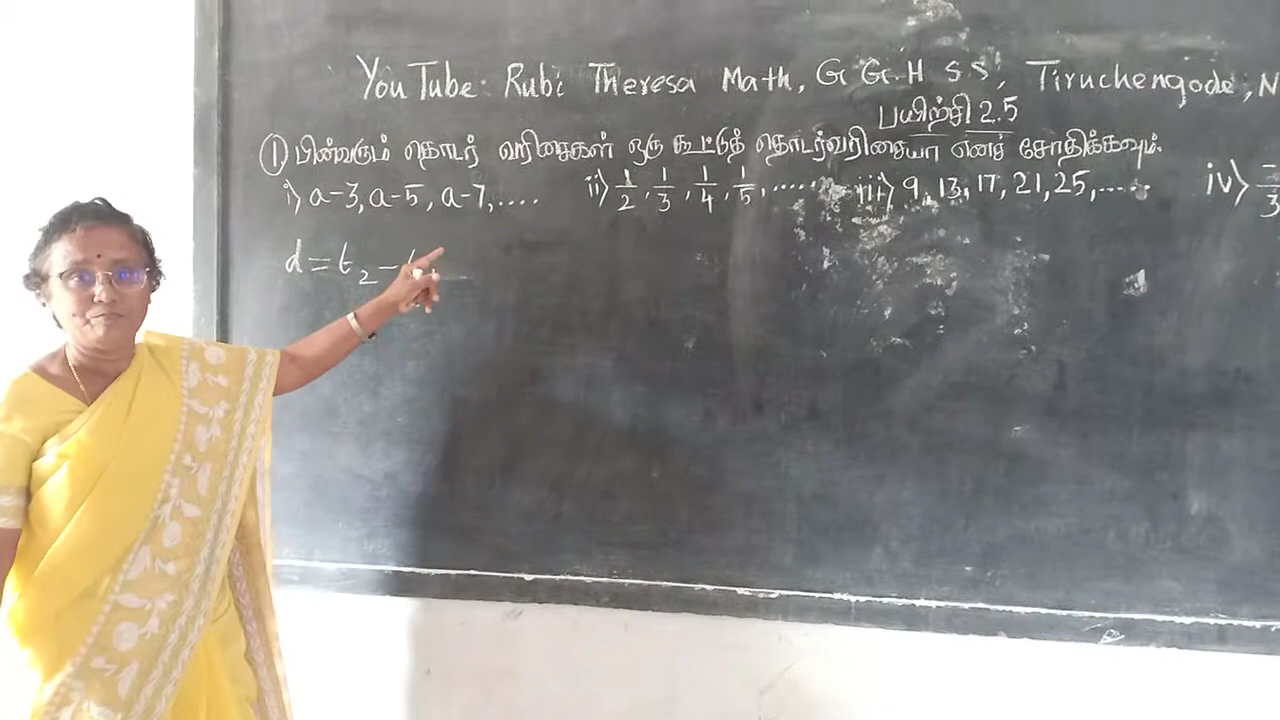 YouTube: Rubi Theresa Math, G G.H S.S, Tiruchengode, N
பயிற்சி 2.5
① பின்வரும் தொடர் வரிசைகள் ஒரு கூட்டுத் தொடர்வரிசையா எனச் சோதிக்கவும்.
i) a-3, a-5, a-7, .... ii) 1/2, 1/3, 1/4, 1/5, ..... iii) 9, 13, 17, 21, 25, ..... iv)
d = t₂ -